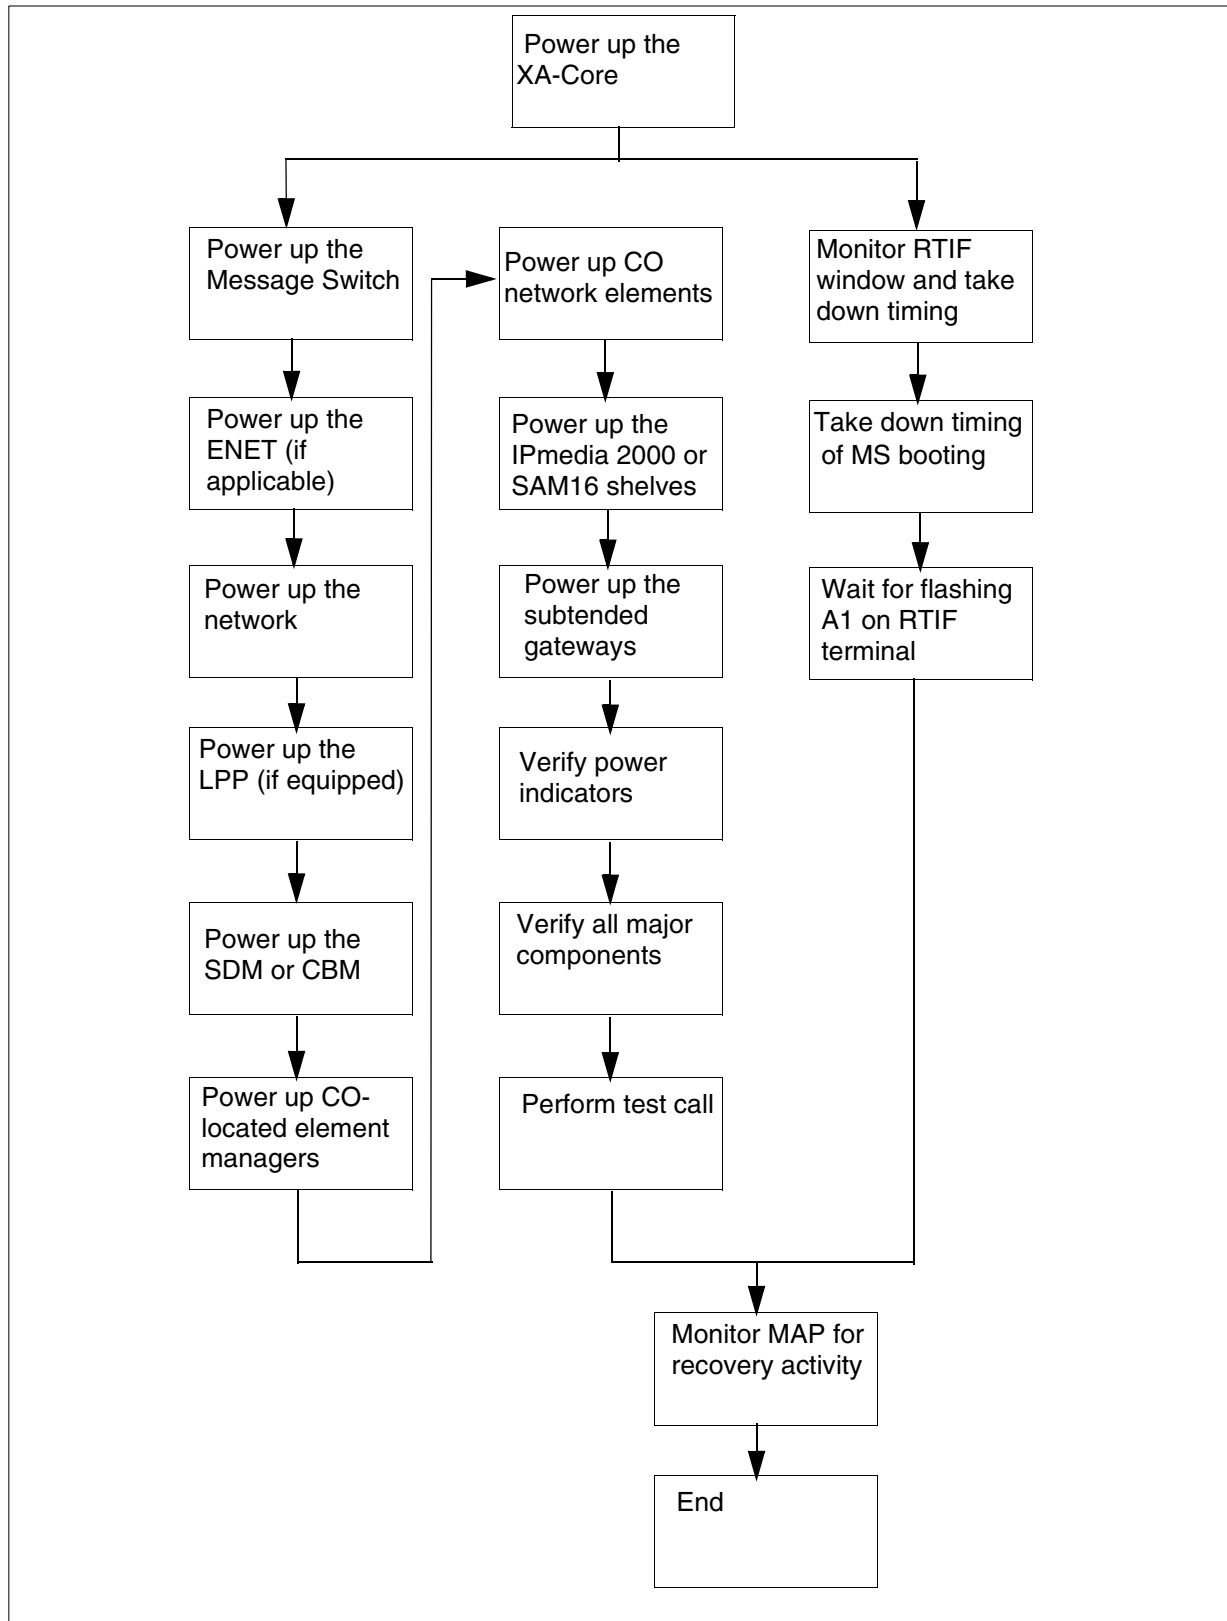 Power up the
XA-Core
Power up the
Message Switch
Power up the
ENET (if
applicable)
Power up the
network
Power up the
LPP (if equipped)
Power up the
SDM or CBM
Power up CO-
located element
managers
Power up CO
network elements
Power up the
IPmedia 2000 or
SAM16 shelves
Power up the
subtended
gateways
Verify power
indicators
Verify all major
components
Perform test call
Monitor RTIF
window and take
down timing
Take down timing
of MS booting
Wait for flashing
A1 on RTIF
terminal
Monitor MAP for
recovery activity
End